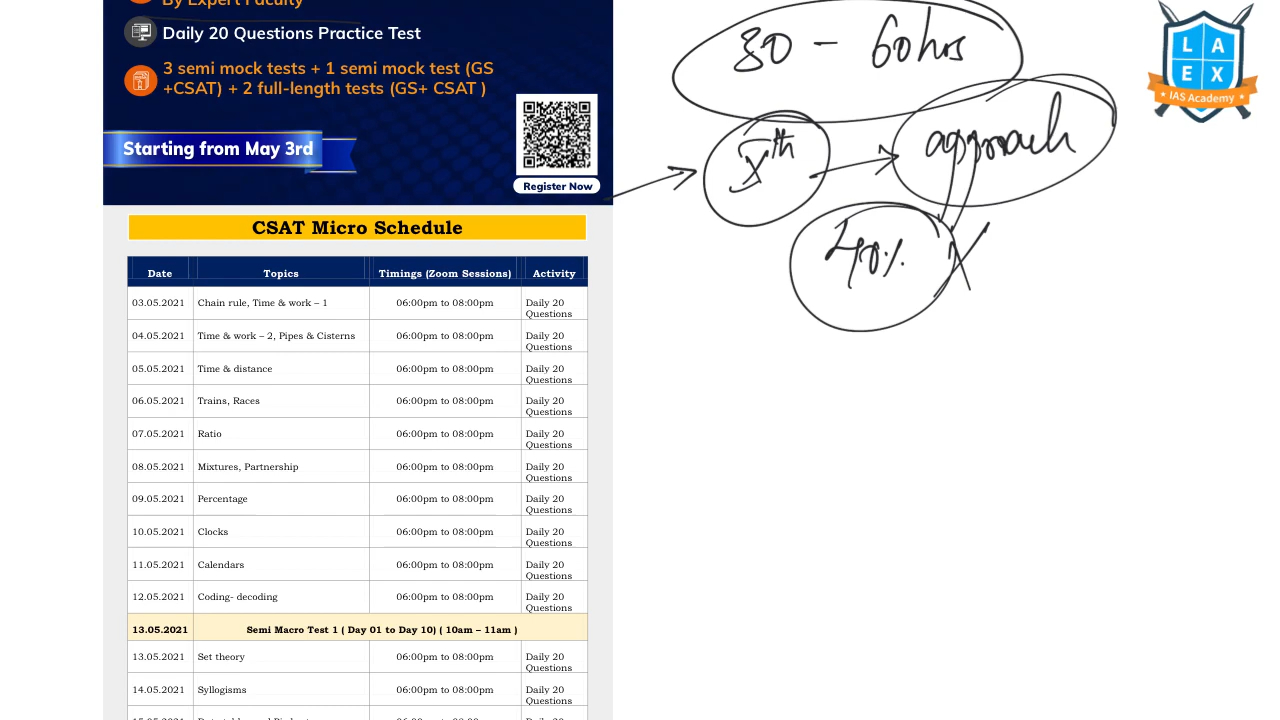 By Expert Faculty
Daily 20 Questions Practice Test
3 semi mock tests + 1 semi mock test (GS
+CSAT) + 2 full-length tests (GS+ CSAT )
Starting from May 3rd
Register Now
CSAT Micro Schedule
Date Topics Timings (Zoom Sessions) Activity
03.05.2021 Chain rule, Time & work – 1 06:00pm to 08:00pm Daily 20
Questions
04.05.2021 Time & work – 2, Pipes & Cisterns 06:00pm to 08:00pm Daily 20
Questions
05.05.2021 Time & distance 06:00pm to 08:00pm Daily 20
Questions
06.05.2021 Trains, Races 06:00pm to 08:00pm Daily 20
Questions
07.05.2021 Ratio 06:00pm to 08:00pm Daily 20
Questions
08.05.2021 Mixtures, Partnership 06:00pm to 08:00pm Daily 20
Questions
09.05.2021 Percentage 06:00pm to 08:00pm Daily 20
Questions
10.05.2021 Clocks 06:00pm to 08:00pm Daily 20
Questions
11.05.2021 Calendars 06:00pm to 08:00pm Daily 20
Questions
12.05.2021 Coding- decoding 06:00pm to 08:00pm Daily 20
Questions
13.05.2021 Semi Macro Test 1 ( Day 01 to Day 10) ( 10am – 11am )
13.05.2021 Set theory 06:00pm to 08:00pm Daily 20
Questions
14.05.2021 Syllogisms 06:00pm to 08:00pm Daily 20
Questions
60 hrs
approach
40%
L A
E X
IAS Academy